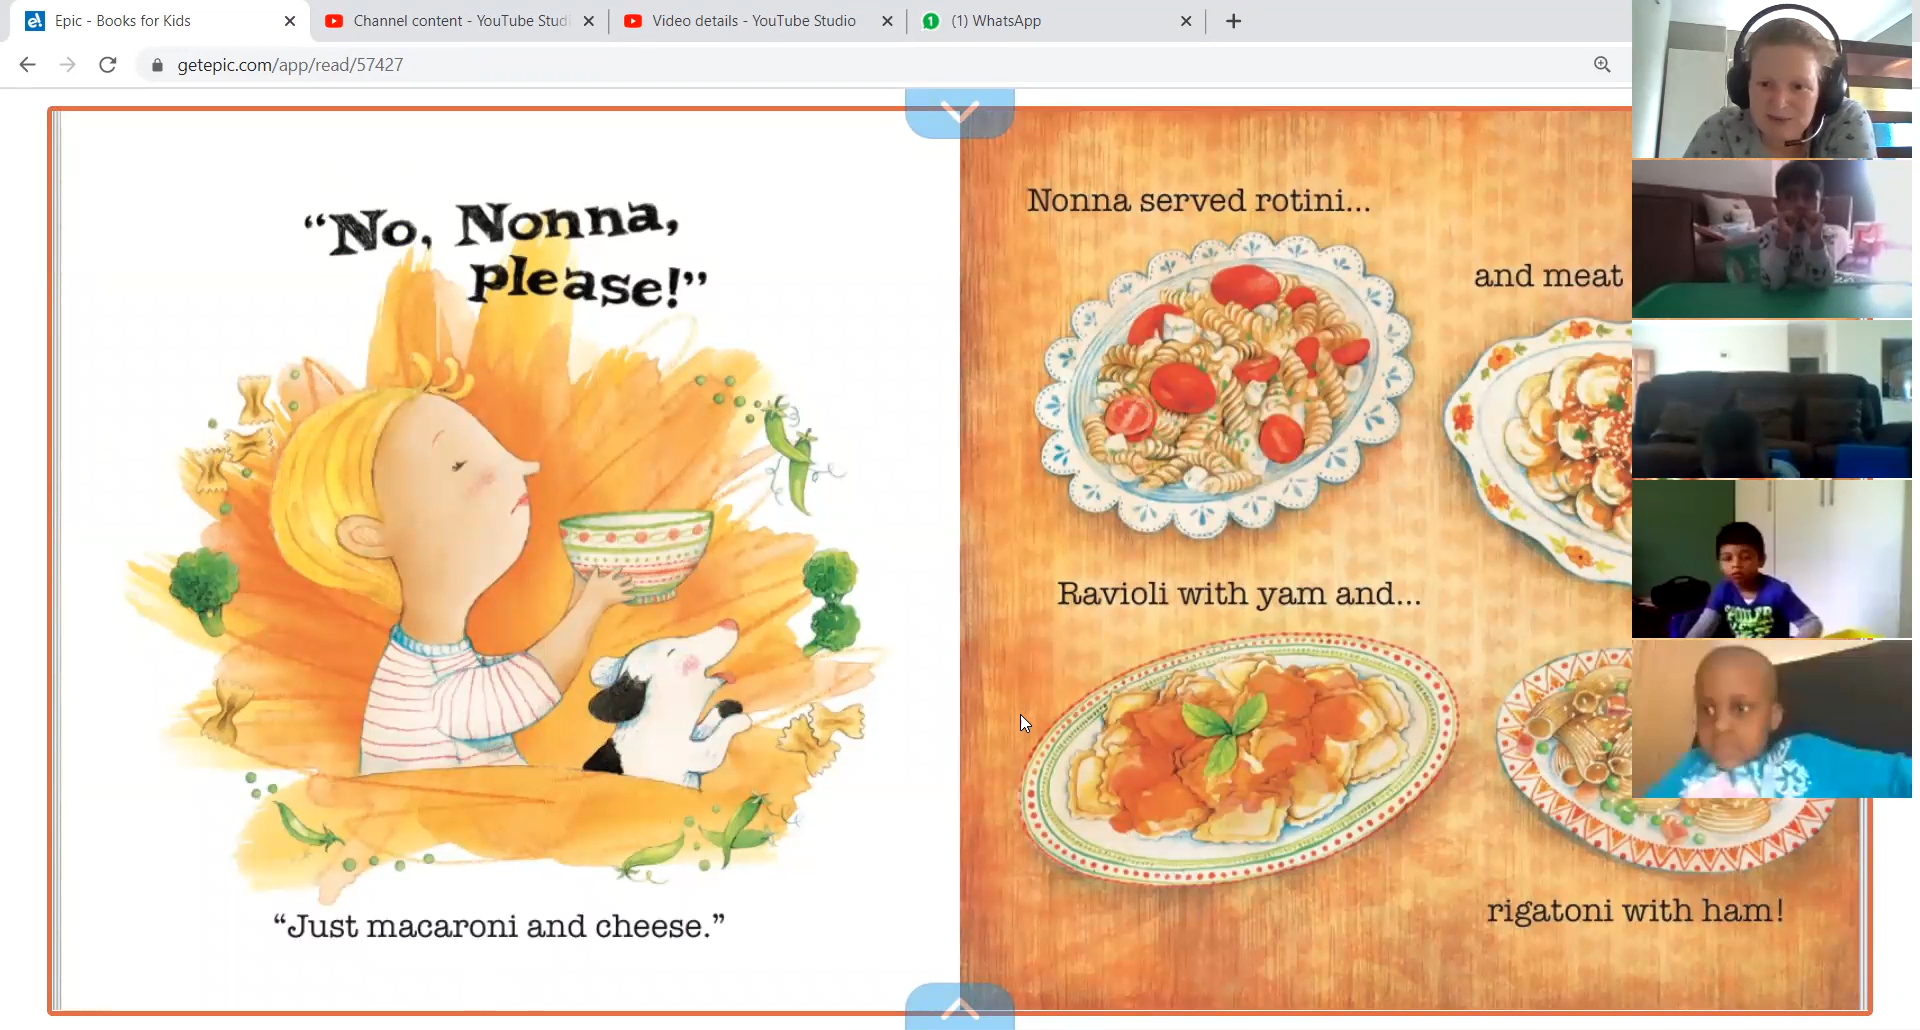 Epic - Books for Kids
Channel content - YouTube Studi
Video details - YouTube Studio
(1) WhatsApp
getepic.com/app/read/57427
“No, Nonna,
please!”
“Just macaroni and cheese.”
Nonna served rotini...
and meat
Ravioli with yam and...
rigatoni with ham!